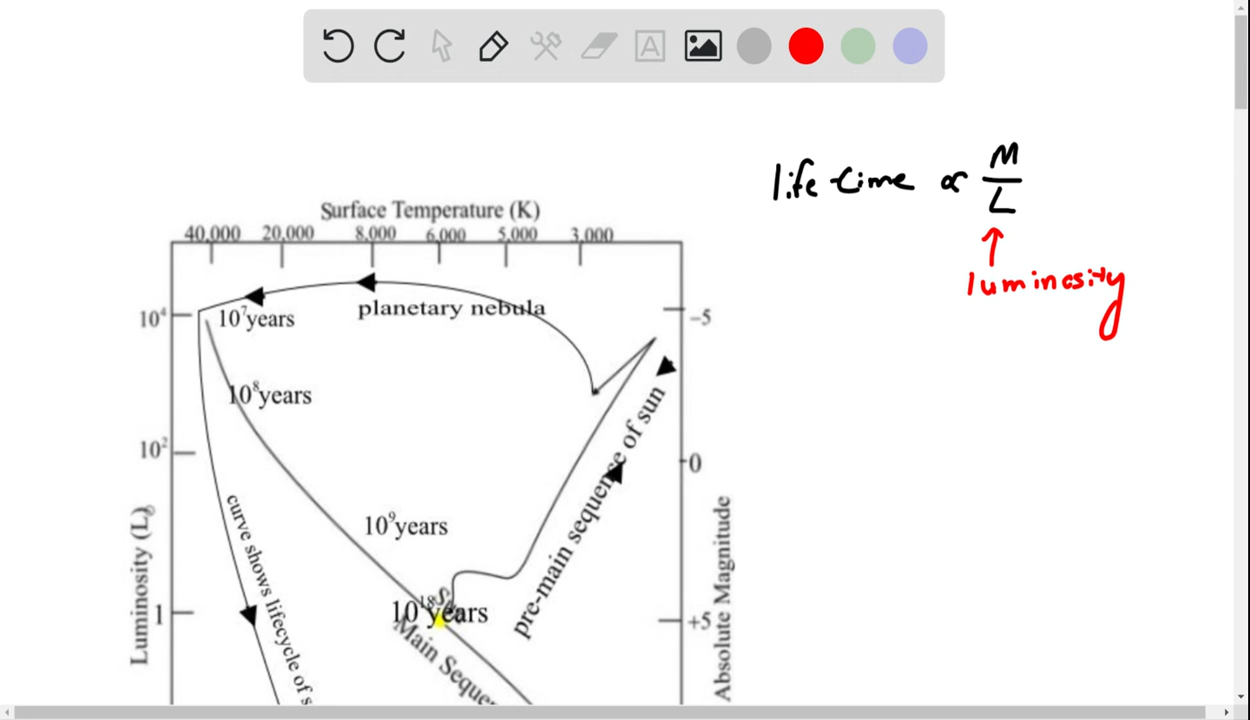 A
life time ∝ M
L
luminosity
Surface Temperature (K)
40,000 20,000 8,000 6,000 5,000 3,000
planetary nebula
10⁴
10⁷years
-5
10⁸years
10²
0
10⁹years
1
10¹⁸years
+5
Luminosity (L)
curve shows lifecycle of s
Main Seque
pre-main sequence of sun
Absolute Magnitude